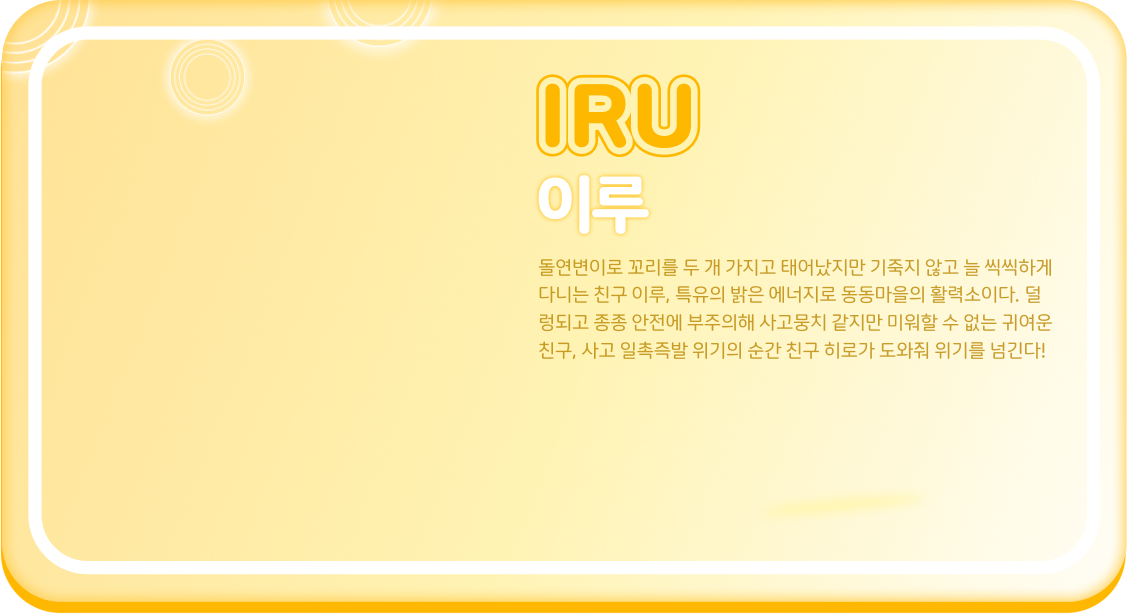 IRU
이루
돌연변이로 꼬리를 두 개 가지고 태어났지만 기죽지 않고 늘 씩씩하게
다니는 친구 이루, 특유의 밝은 에너지로 동동마을의 활력소이다. 덜
렁되고 종종 안전에 부주의해 사고뭉치 같지만 미워할 수 없는 귀여운
친구, 사고 일촉즉발 위기의 순간 친구 히로가 도와줘 위기를 넘긴다!